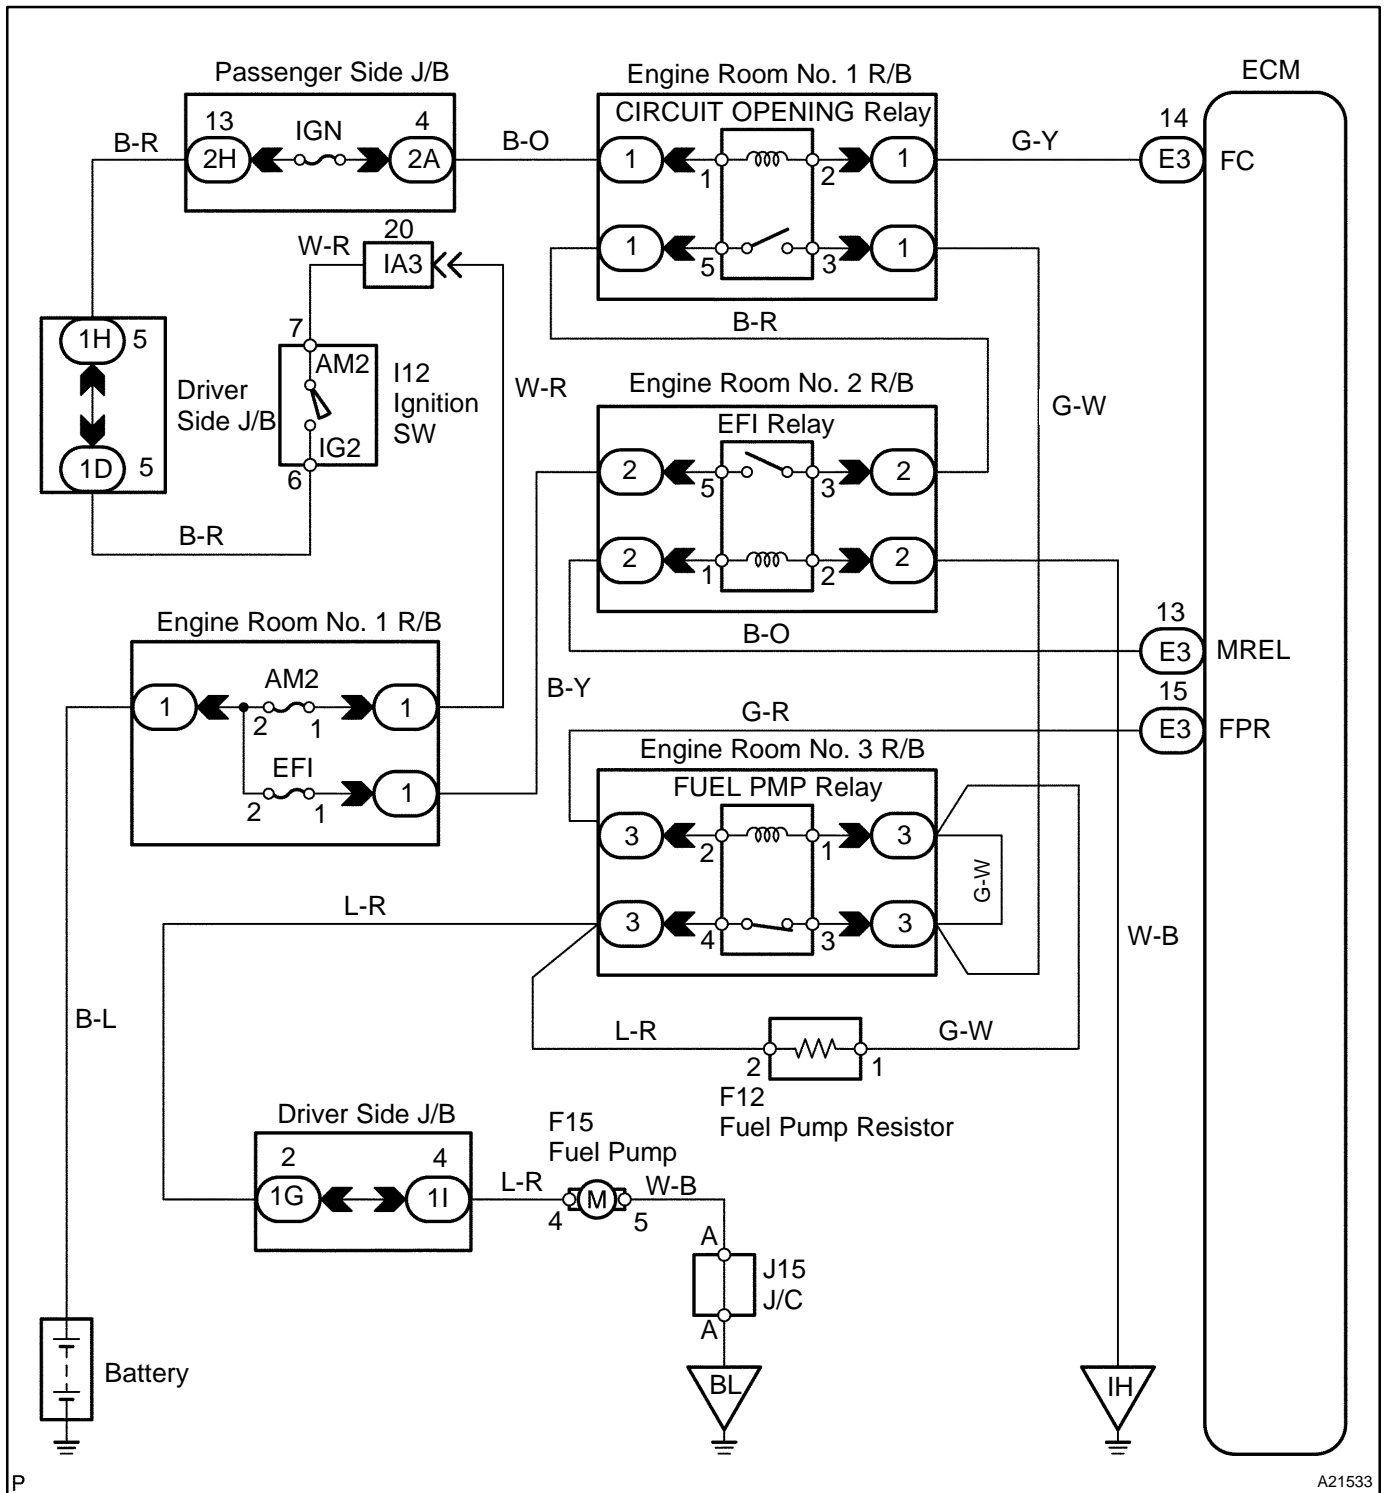 Passenger Side J/B
Engine Room No. 1 R/B
ECM
13
IGN
4
CIRCUIT OPENING Relay
14
B-R
2H
2A
B-O
1
1
G-Y
E3
FC
1
2
20
W-R
IA3
1
1
5
3
B-R
7
1H
5
AM2
I12
Driver
Ignition
Side J/B
SW
W-R
Engine Room No. 2 R/B
G-W
EFI Relay
IG2
1D
5
6
2
2
5
3
B-R
2
2
1
2
Engine Room No. 1 R/B
B-O
13
E3
MREL
AM2
B-Y
15
1
1
2
1
G-R
E3
FPR
Engine Room No. 3 R/B
EFI
1
2
1
FUEL PMP Relay
3
3
2
1
G-W
L-R
3
3
4
3
W-B
B-L
L-R
G-W
2
1
F12
Fuel Pump Resistor
Driver Side J/B
F15
Fuel Pump
2
4
1G
1I
L-R
M
W-B
4
5
A
J15
J/C
A
Battery
BL
IH
P
A21533